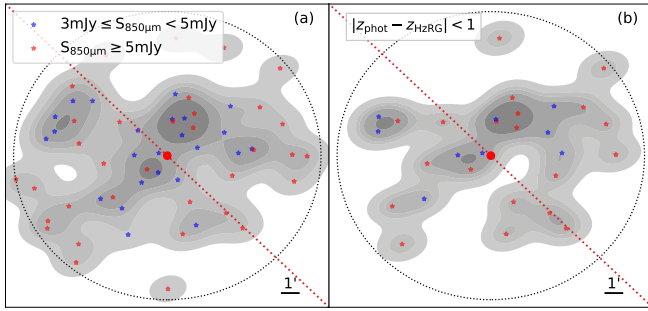 3mJy ≤ S850μm < 5mJy
S850μm ≥ 5mJy
(a)
1'
|zphot − zHzRG| < 1
(b)
1'